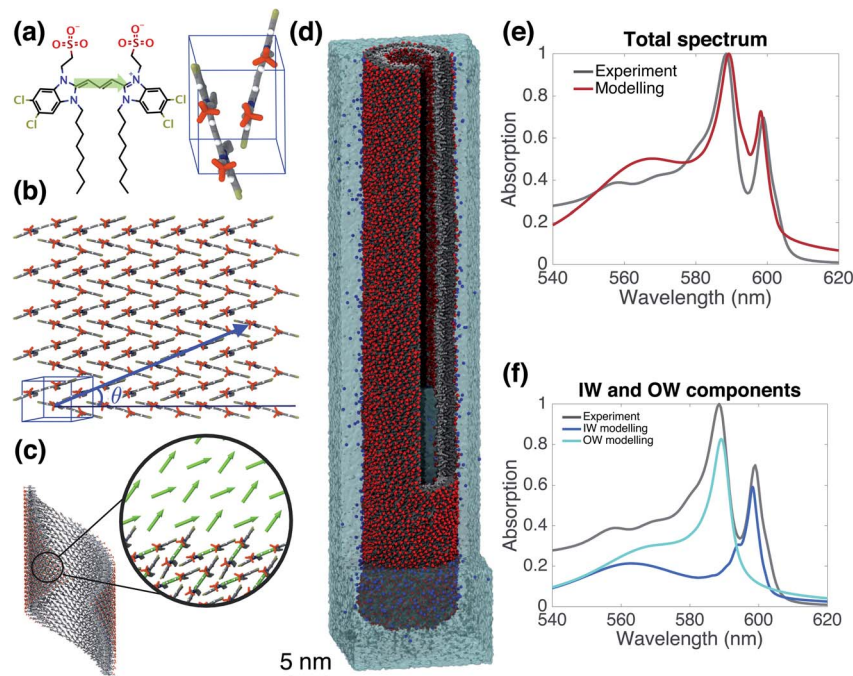 (a)
SO₃⁻
SO₃⁻
Cl
Cl
N
N
N
N⁺
Cl
Cl
(b)
θ
(c)
(d)
5 nm
(e)
Total spectrum
Experiment
Modelling
Absorption
1
0.8
0.6
0.4
0.2
0
540 560 580 600 620
Wavelength (nm)
(f)
IW and OW components
Experiment
IW modelling
OW modelling
Absorption
1
0.8
0.6
0.4
0.2
0
540 560 580 600 620
Wavelength (nm)